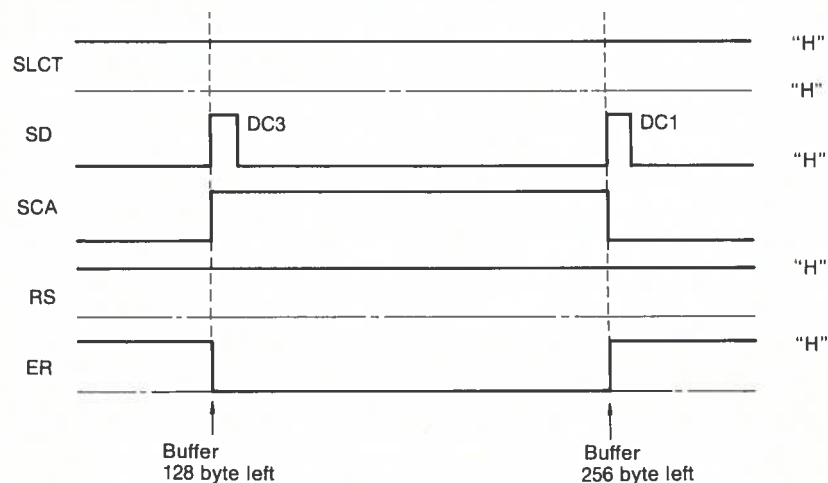 SLCT
“H”
“H”
SD
DC3
DC1
“H”
SCA
RS
“H”
ER
“H”
Buffer
128 byte left
Buffer
256 byte left